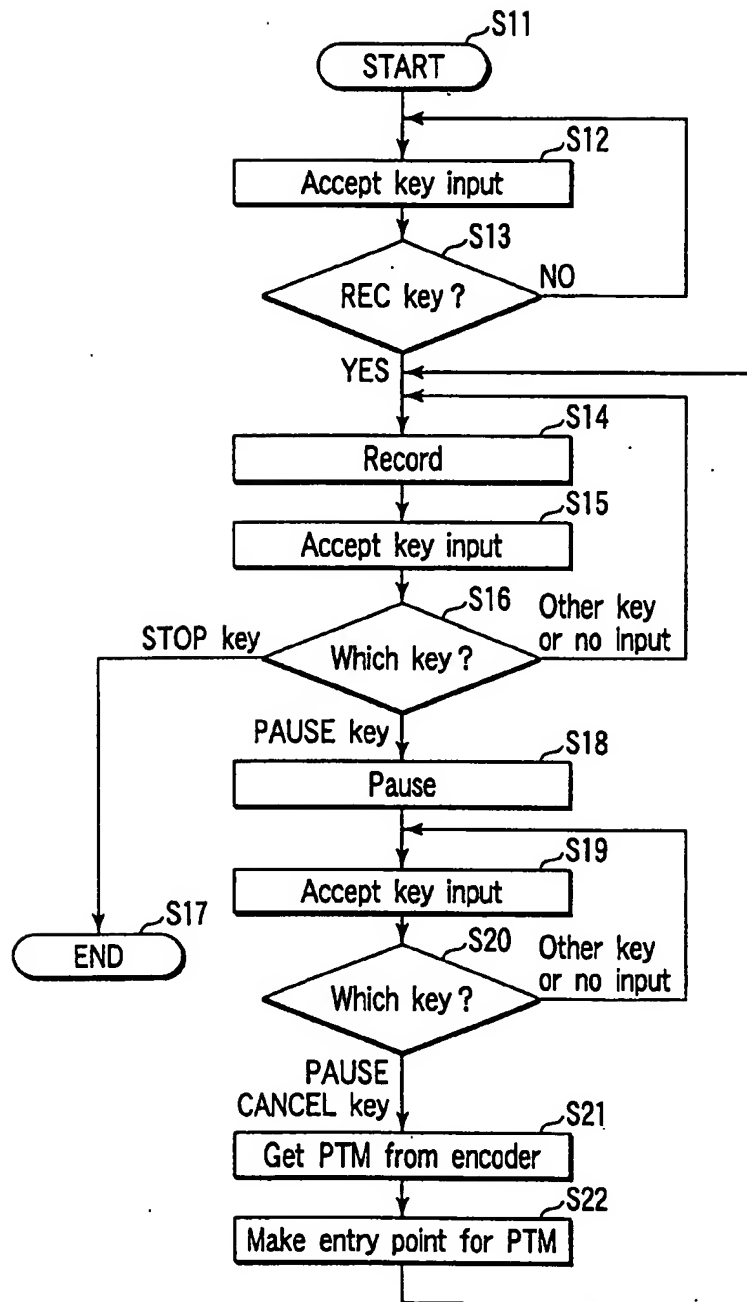 S11
START
S12
Accept key input
S13
REC key?
NO
YES
S14
Record
S15
Accept key input
S16
Other key
or no input
STOP key
Which key?
PAUSE key
S18
Pause
S19
Accept key input
S17
END
S20
Other key
or no input
Which key?
PAUSE
CANCEL key
S21
Get PTM from encoder
S22
Make entry point for PTM